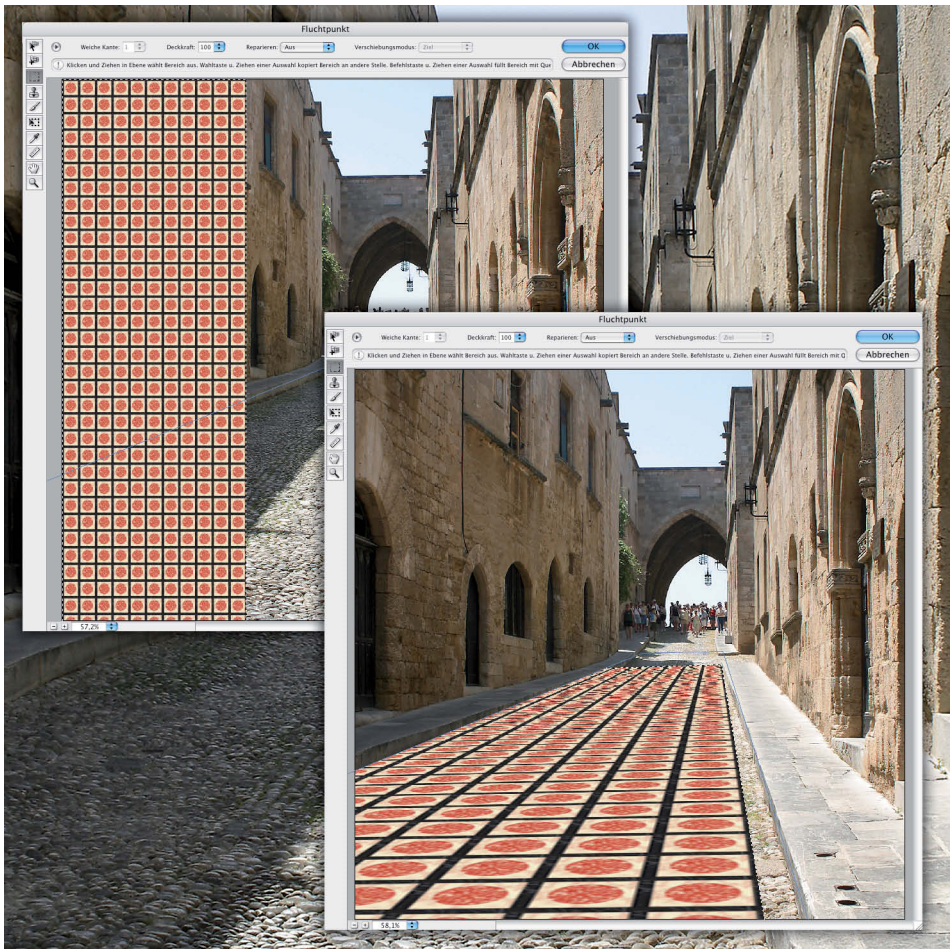 Fluchtpunkt
Weiche Kante: 1 Deckkraft: 100 Reparieren: Aus Verschiebungsmodus: Ziel OK
Klicken und Ziehen in Ebene wählt Bereich aus. Wahltaste u. Ziehen einer Auswahl kopiert Bereich an andere Stelle. Befehlstaste u. Ziehen einer Auswahl füllt Bereich mit Que Abbrechen
57,2%
Fluchtpunkt
Weiche Kante: 1 Deckkraft: 100 Reparieren: Aus Verschiebungsmodus: Ziel OK
Klicken und Ziehen in Ebene wählt Bereich aus. Wahltaste u. Ziehen einer Auswahl kopiert Bereich an andere Stelle. Befehlstaste u. Ziehen einer Auswahl füllt Bereich mit Q Abbrechen
58,1%